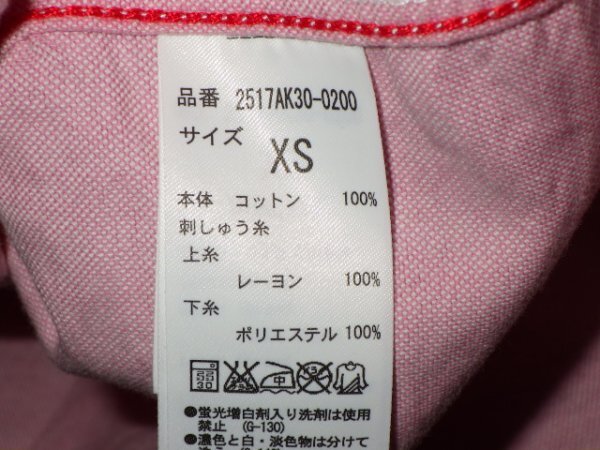 品番 2517AK30-0200
サイズ
XS
本体 コットン 100%
刺しゅう糸
上糸
レーヨン 100%
下糸
ポリエステル 100%
30 中
●蛍光増白剤入り洗剤は使用
禁止 (G-130)
●濃色と白・淡色物は分けて